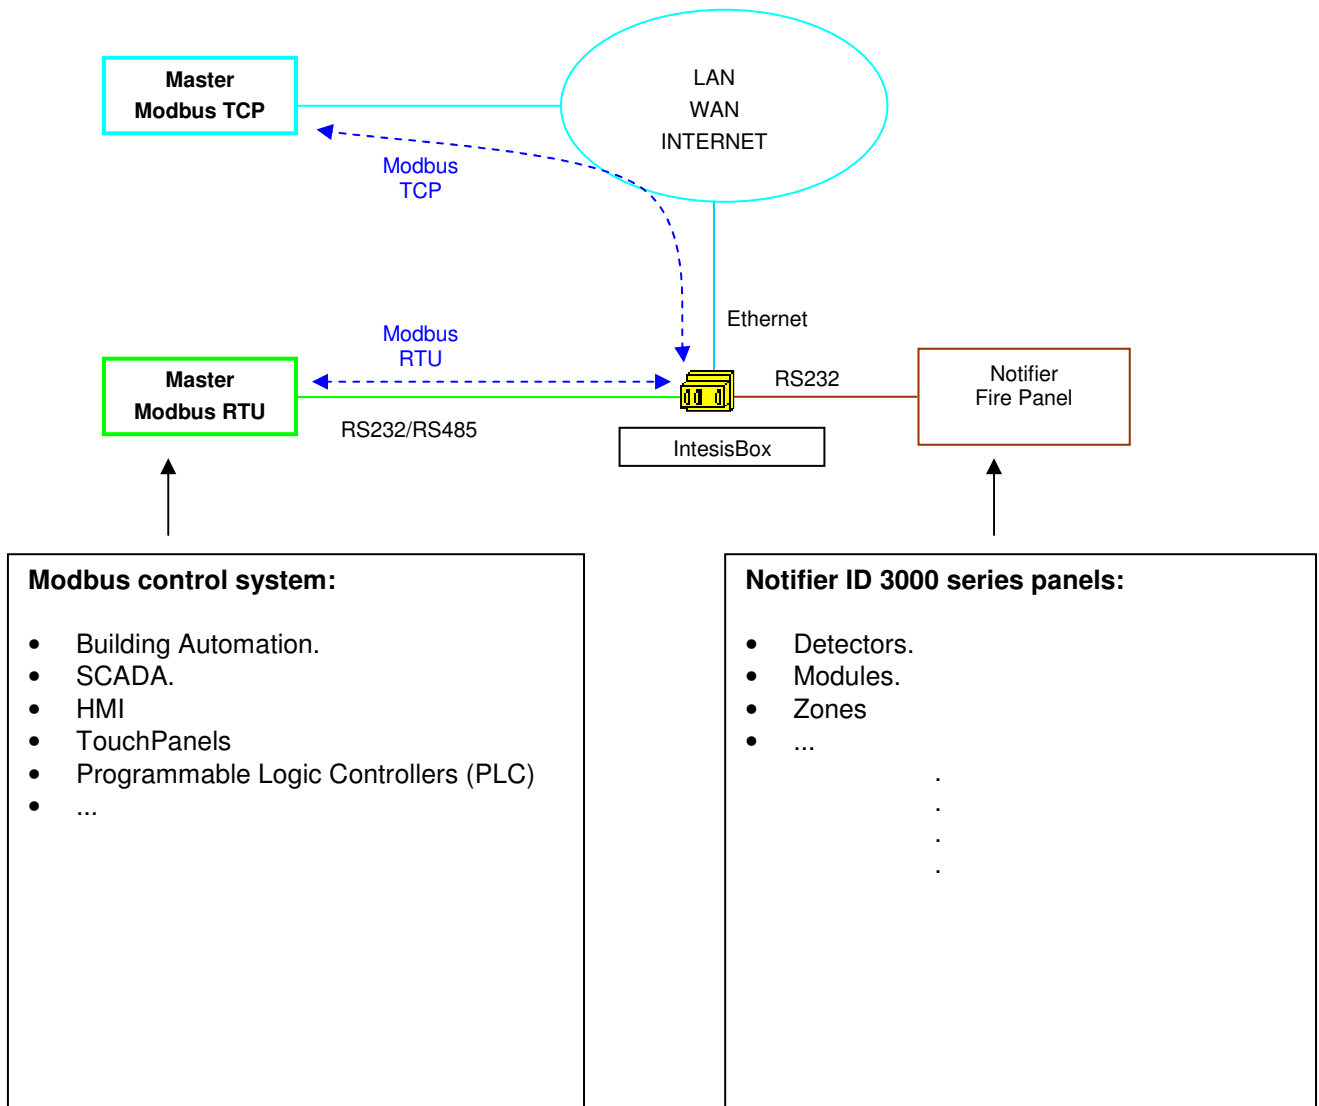 Master
Modbus TCP
LAN
WAN
INTERNET
Modbus
TCP
Ethernet
Modbus
RTU
Master
Modbus RTU
RS232/RS485
RS232
Notifier
Fire Panel
IntesisBox
Modbus control system:
• Building Automation.
• SCADA.
• HMI
• TouchPanels
• Programmable Logic Controllers (PLC)
• ...
Notifier ID 3000 series panels:
• Detectors.
• Modules.
• Zones
• ...
.
.
.
.